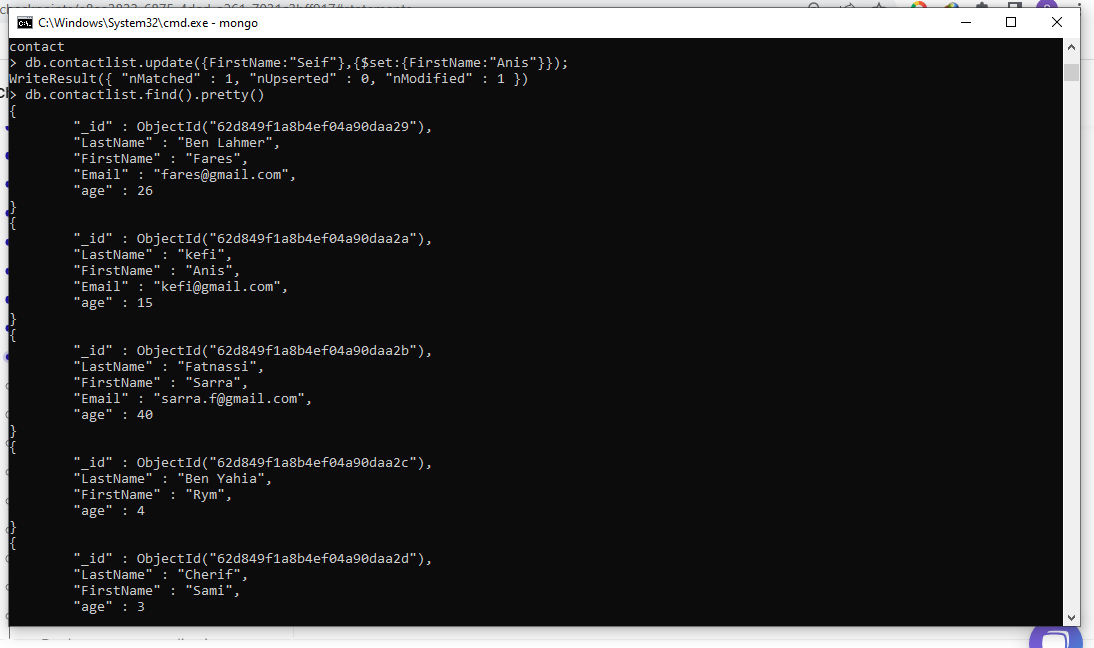 C:\Windows\System32\cmd.exe - mongo
contact
> db.contactlist.update({FirstName:"Seif"},{$set:{FirstName:"Anis"}});
WriteResult({ "nMatched" : 1, "nUpserted" : 0, "nModified" : 1 })
> db.contactlist.find().pretty()
{
"_id" : ObjectId("62d849f1a8b4ef04a90daa29"),
"LastName" : "Ben Lahmer",
"FirstName" : "Fares",
"Email" : "fares@gmail.com",
"age" : 26
}
{
"_id" : ObjectId("62d849f1a8b4ef04a90daa2a"),
"LastName" : "kefi",
"FirstName" : "Anis",
"Email" : "kefi@gmail.com",
"age" : 15
}
{
"_id" : ObjectId("62d849f1a8b4ef04a90daa2b"),
"LastName" : "Fatnassi",
"FirstName" : "Sarra",
"Email" : "sarra.f@gmail.com",
"age" : 40
}
{
"_id" : ObjectId("62d849f1a8b4ef04a90daa2c"),
"LastName" : "Ben Yahia",
"FirstName" : "Rym",
"age" : 4
}
{
"_id" : ObjectId("62d849f1a8b4ef04a90daa2d"),
"LastName" : "Cherif",
"FirstName" : "Sami",
"age" : 3